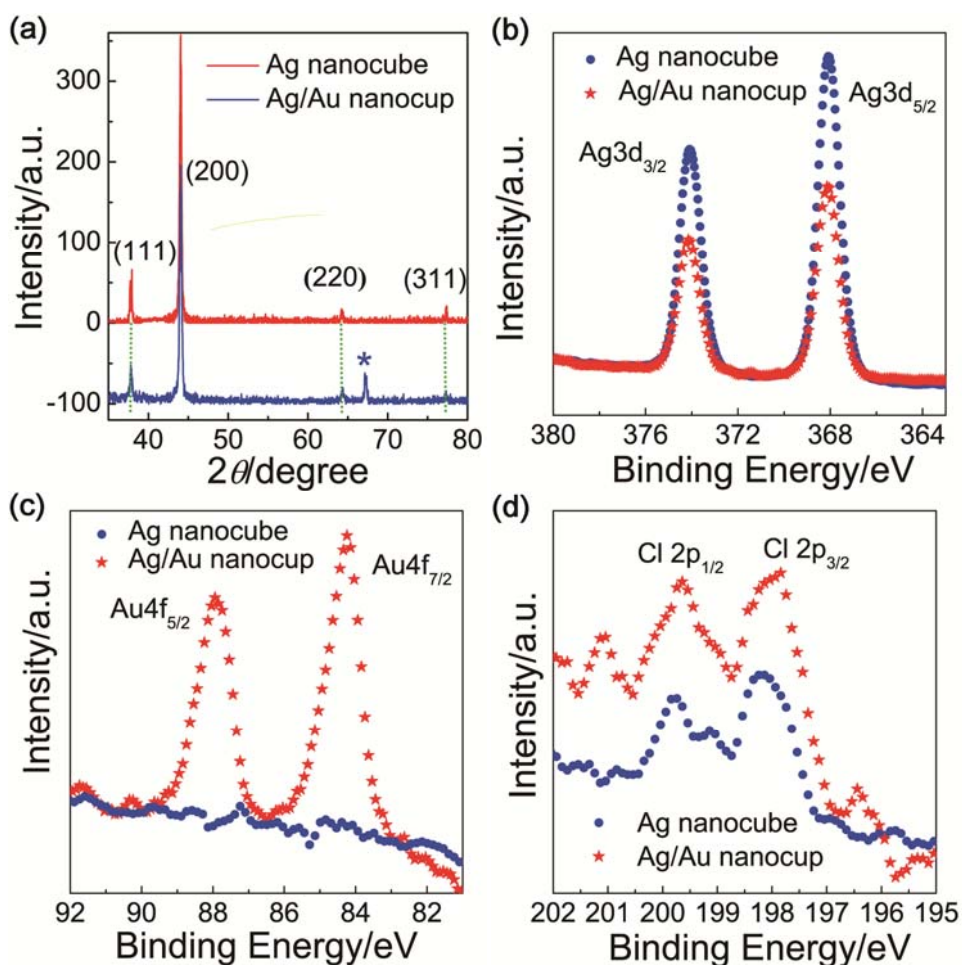 (a)
Ag nanocube
Ag/Au nanocup
(200)
(111)
(220)
(311)
*
300
200
100
0
-100
Intensity/a.u.
40
50
60
70
80
2θ/degree
(b)
Ag nanocube
Ag/Au nanocup
Ag3d5/2
Ag3d3/2
Intensity/a.u.
380
376
372
368
364
Binding Energy/eV
(c)
Ag nanocube
Ag/Au nanocup
Au4f7/2
Au4f5/2
Intensity/a.u.
92
90
88
86
84
82
Binding Energy/eV
(d)
Cl 2p1/2
Cl 2p3/2
Ag nanocube
Ag/Au nanocup
Intensity/a.u.
202
201
200
199
198
197
196
195
Binding Energy/eV